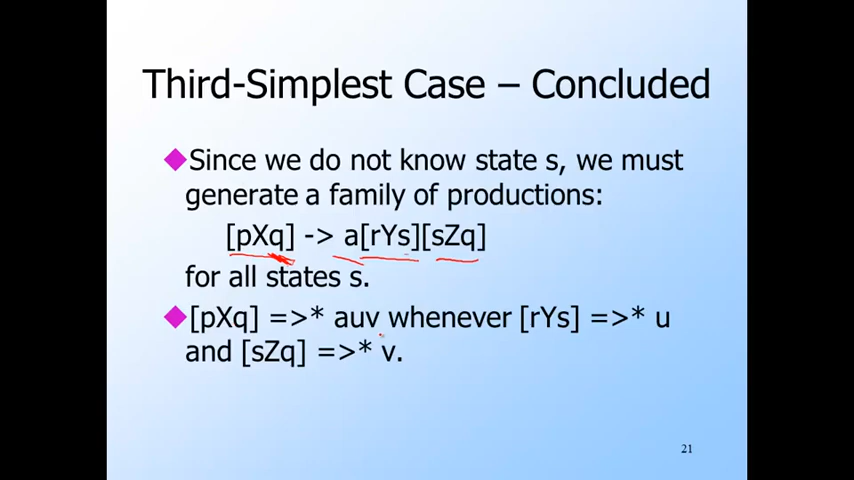 Third-Simplest Case – Concluded
Since we do not know state s, we must
generate a family of productions:
[pXq] -> a[rYs][sZq]
for all states s.
[pXq] =>* auv whenever [rYs] =>* u
and [sZq] =>* v.
21